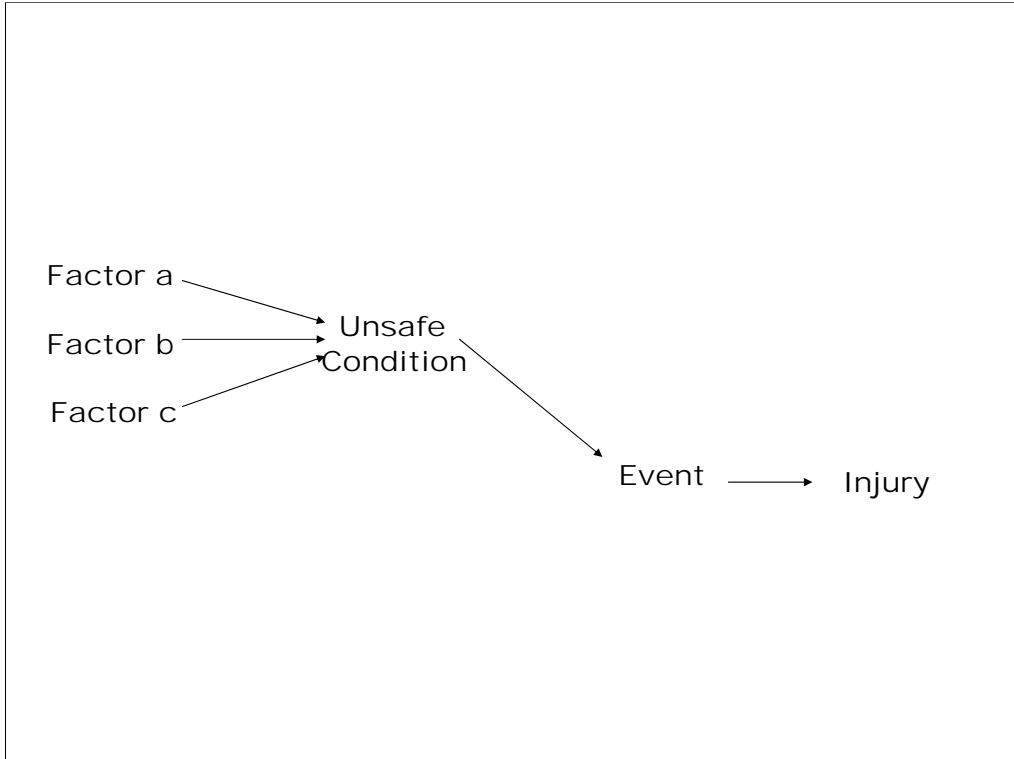 Factor a
Factor b
Factor c
Unsafe
Condition
Event
Injury